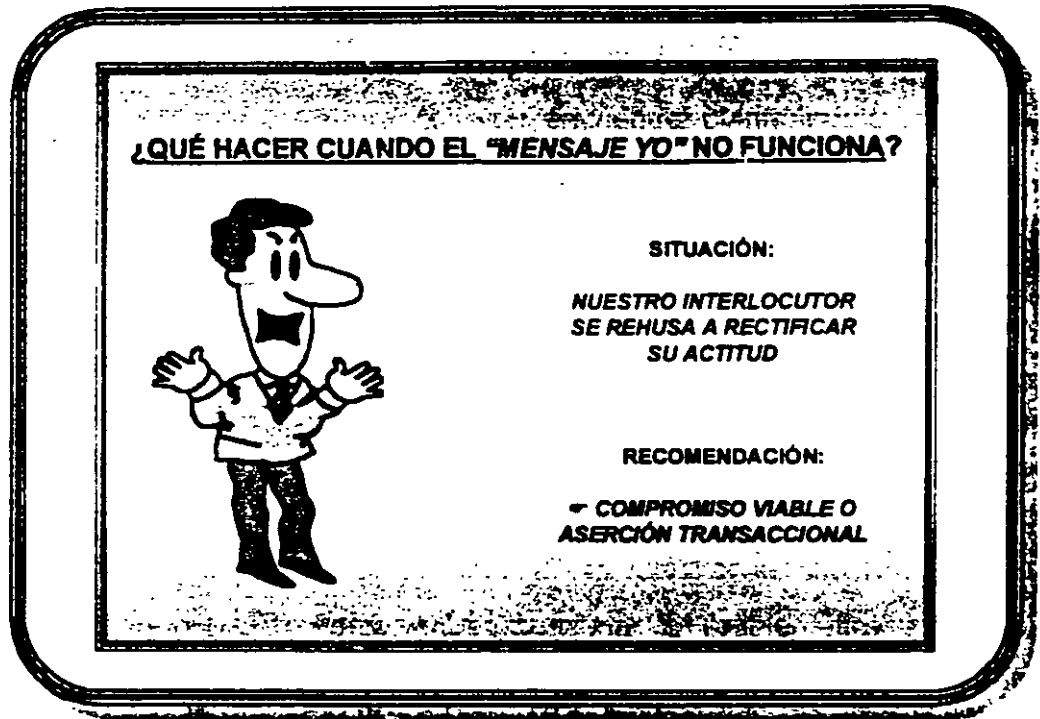 ¿QUÉ HACER CUANDO EL "MENSAJE YO" NO FUNCIONA?
SITUACIÓN:
NUESTRO INTERLOCUTOR
SE REHUSA A RECTIFICAR
SU ACTITUD
RECOMENDACIÓN:
☞ COMPROMISO VIABLE O
ASERCIÓN TRANSACCIONAL